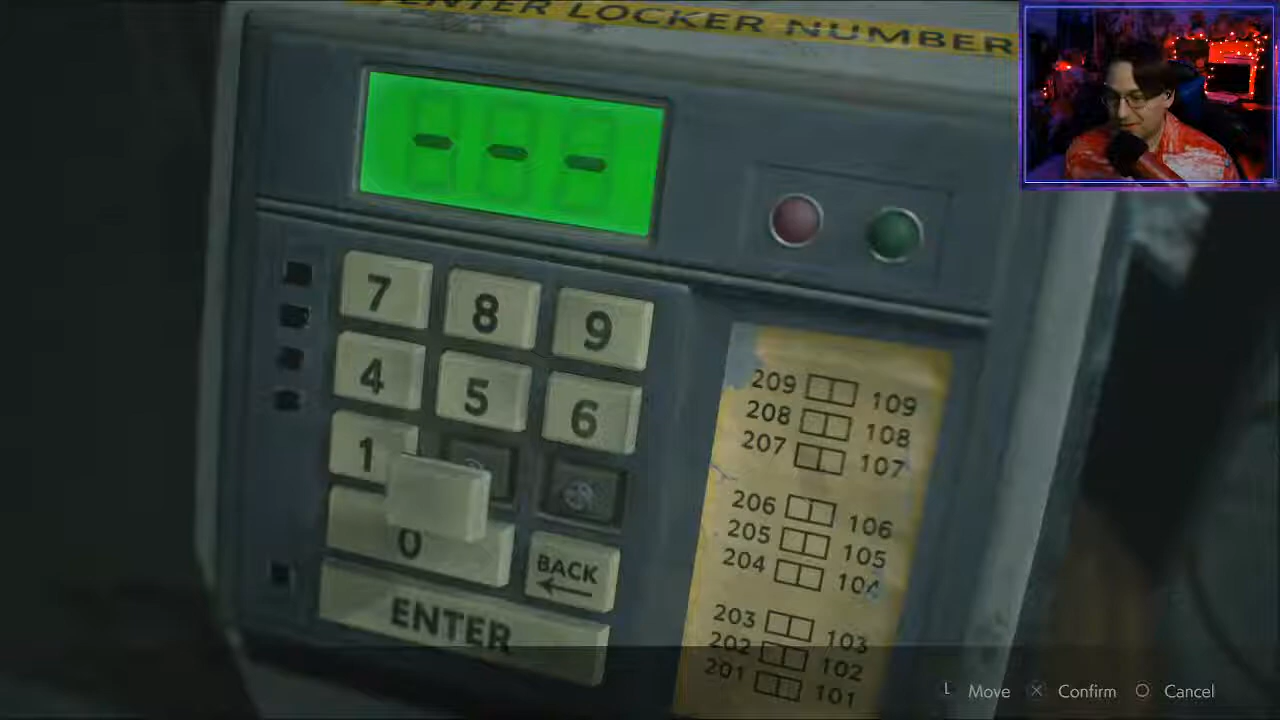 ENTER LOCKER NUMBER
7 8 9
4 5 6
1
0 BACK
ENTER
209 109
208 108
207 107
206 106
205 105
204 104
203 103
202 102
201 101
L Move X Confirm O Cancel